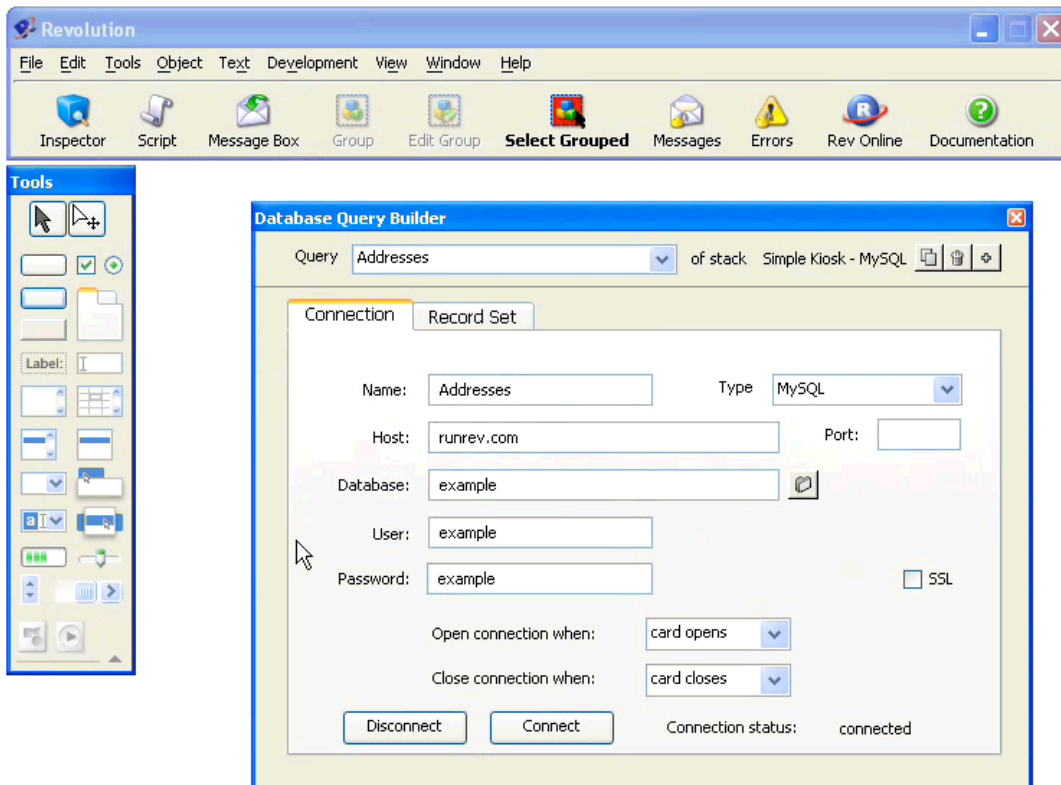 Revolution
File Edit Tools Object Text Development View Window Help
Inspector Script Message Box Group Edit Group Select Grouped Messages Errors Rev Online Documentation
Tools
Label:
a
Database Query Builder
Query Addresses of stack Simple Kiosk - MySQL
Connection Record Set
Name: Addresses Type MySQL
Host: runrev.com Port:
Database: example
User: example
Password: example SSL
Open connection when: card opens
Close connection when: card closes
Disconnect Connect Connection status: connected